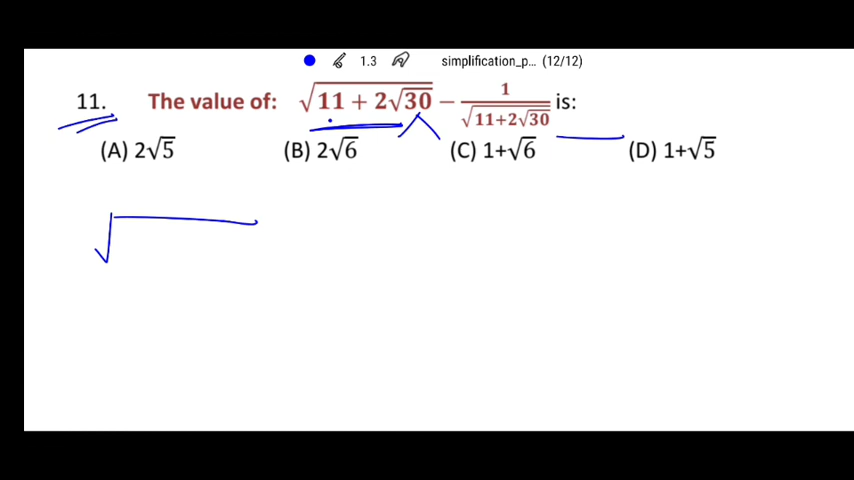 1.3 simplification_p... (12/12)
11. The value of: √(11 + 2√30) − 1/√(11+2√30) is:
(A) 2√5 (B) 2√6 (C) 1+√6 (D) 1+√5
√